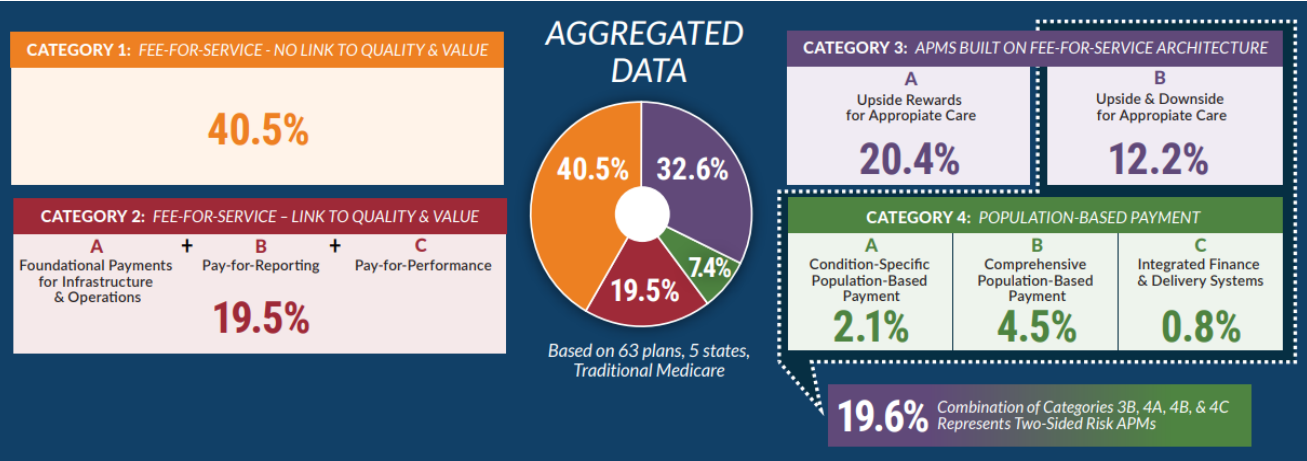 CATEGORY 1: FEE-FOR-SERVICE - NO LINK TO QUALITY & VALUE
40.5%
CATEGORY 2: FEE-FOR-SERVICE – LINK TO QUALITY & VALUE
A + B + C
Foundational Payments
for Infrastructure
& Operations
Pay-for-Reporting
Pay-for-Performance
19.5%
AGGREGATED
DATA
40.5%
32.6%
7.4%
19.5%
Based on 63 plans, 5 states,
Traditional Medicare
CATEGORY 3: APMS BUILT ON FEE-FOR-SERVICE ARCHITECTURE
A
Upside Rewards
for Appropiate Care
20.4%
B
Upside & Downside
for Appropiate Care
12.2%
CATEGORY 4: POPULATION-BASED PAYMENT
A
Condition-Specific
Population-Based
Payment
2.1%
B
Comprehensive
Population-Based
Payment
4.5%
C
Integrated Finance
& Delivery Systems
0.8%
19.6%
Combination of Categories 3B, 4A, 4B, & 4C
Represents Two-Sided Risk APMs